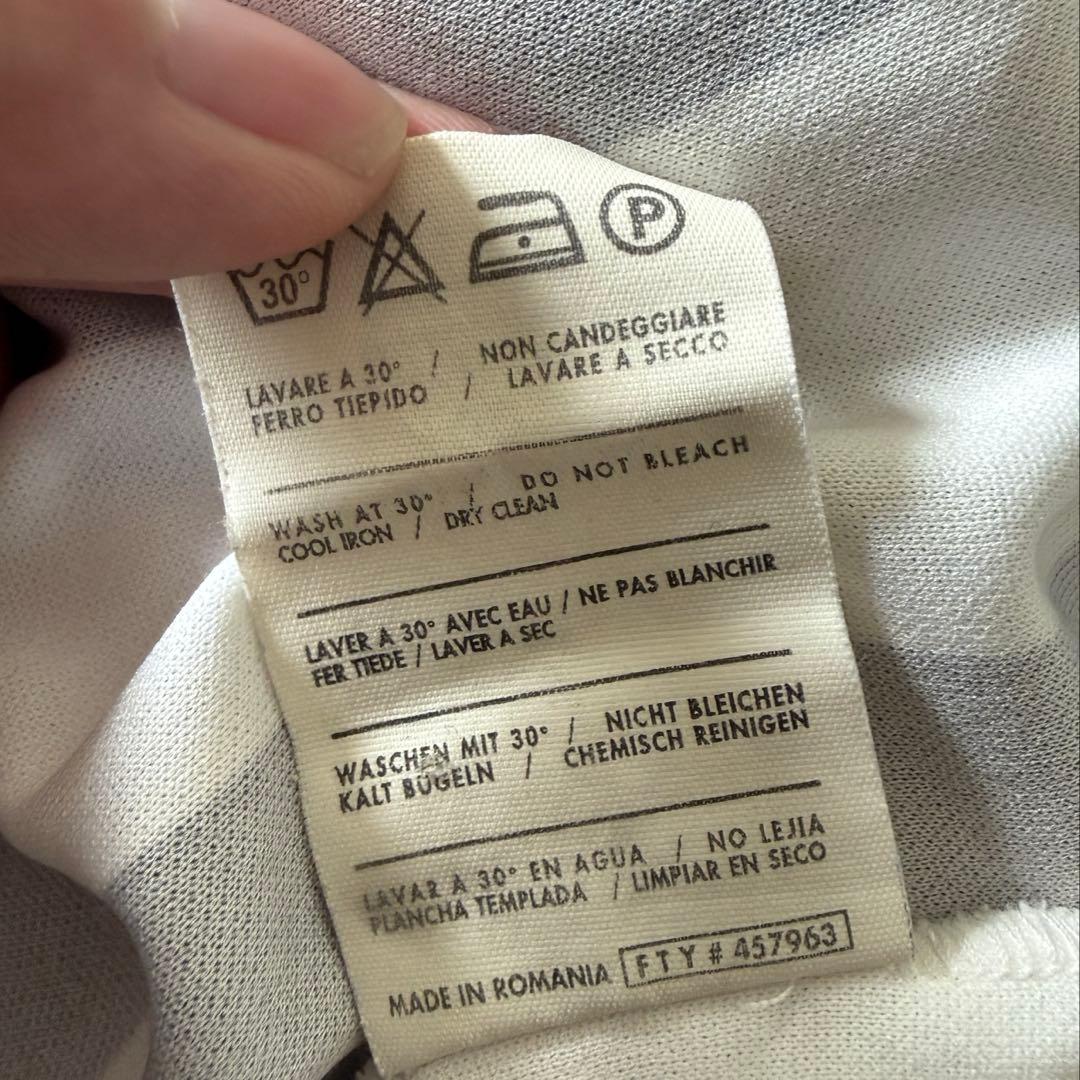 30° P
LAVARE A 30° / NON CANDEGGIARE
FERRO TIEPIDO / LAVARE A SECCO
WASH AT 30° / DO NOT BLEACH
COOL IRON / DRY CLEAN
LAVER A 30° AVEC EAU / NE PAS BLANCHIR
FER TIEDE / LAVER A SEC
WASCHEN MIT 30° / NICHT BLEICHEN
KALT BÜGELN / CHEMISCH REINIGEN
LAVAR A 30° EN AGUA / NO LEJIA
PLANCHA TEMPLADA / LIMPIAR EN SECO
MADE IN ROMANIA FTY # 457963